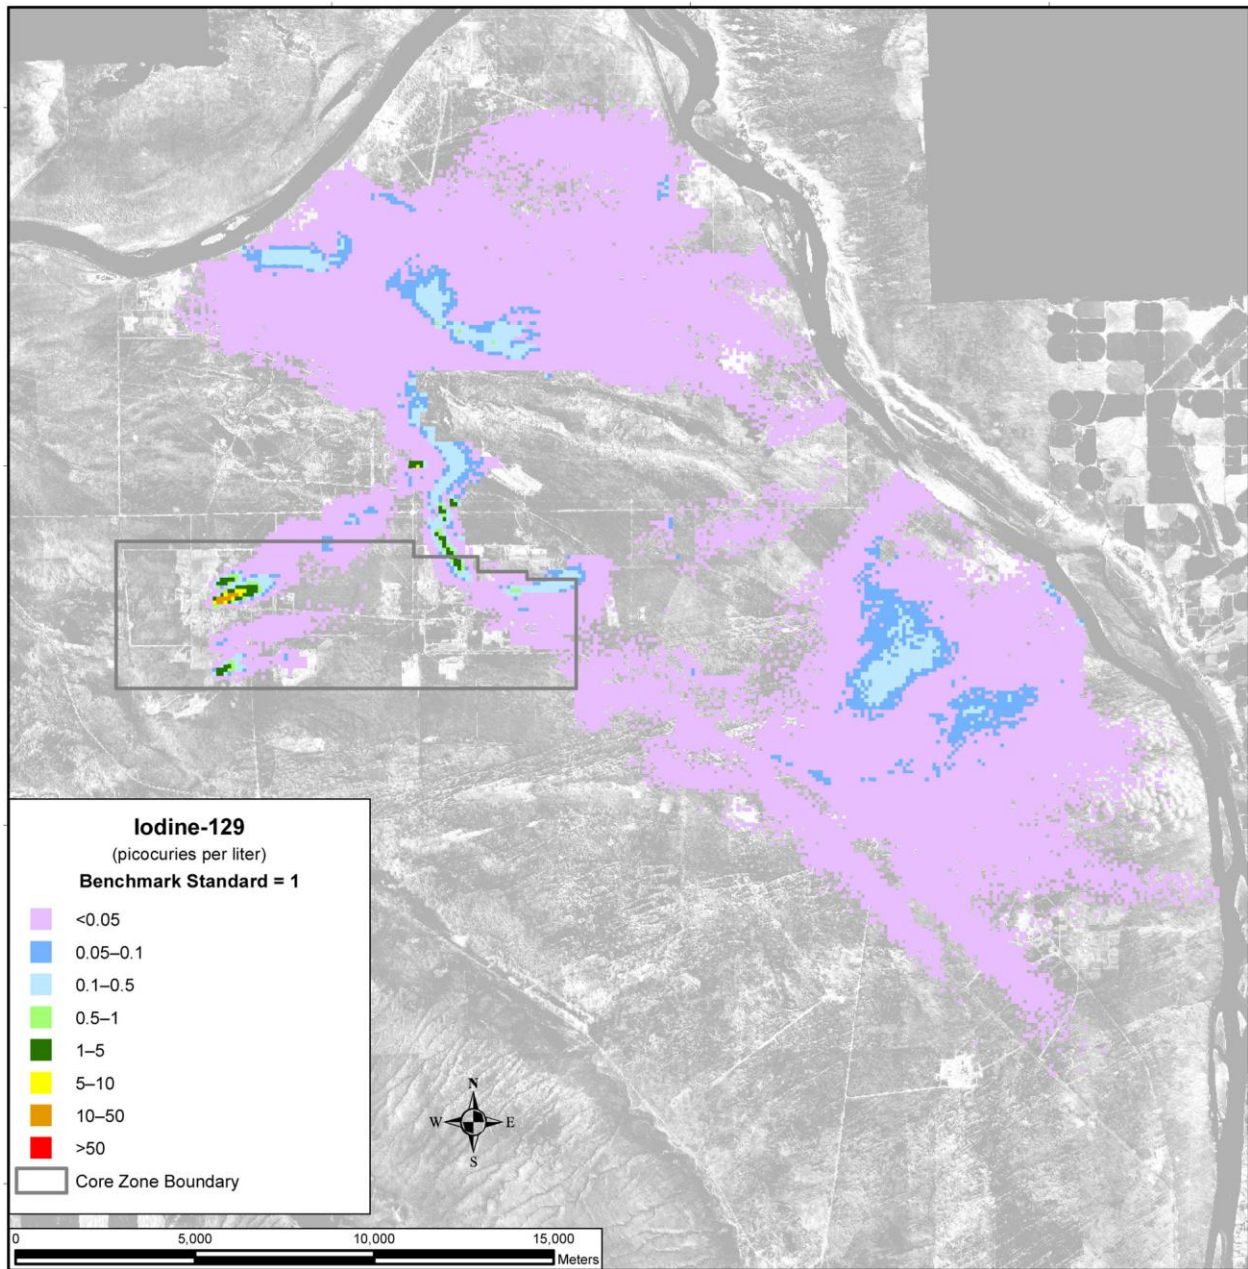 Iodine-129
(picocuries per liter)
Benchmark Standard = 1
<0.05
0.05–0.1
0.1–0.5
0.5–1
1–5
5–10
10–50
>50
Core Zone Boundary
N
W E
S
0 5,000 10,000 15,000
Meters